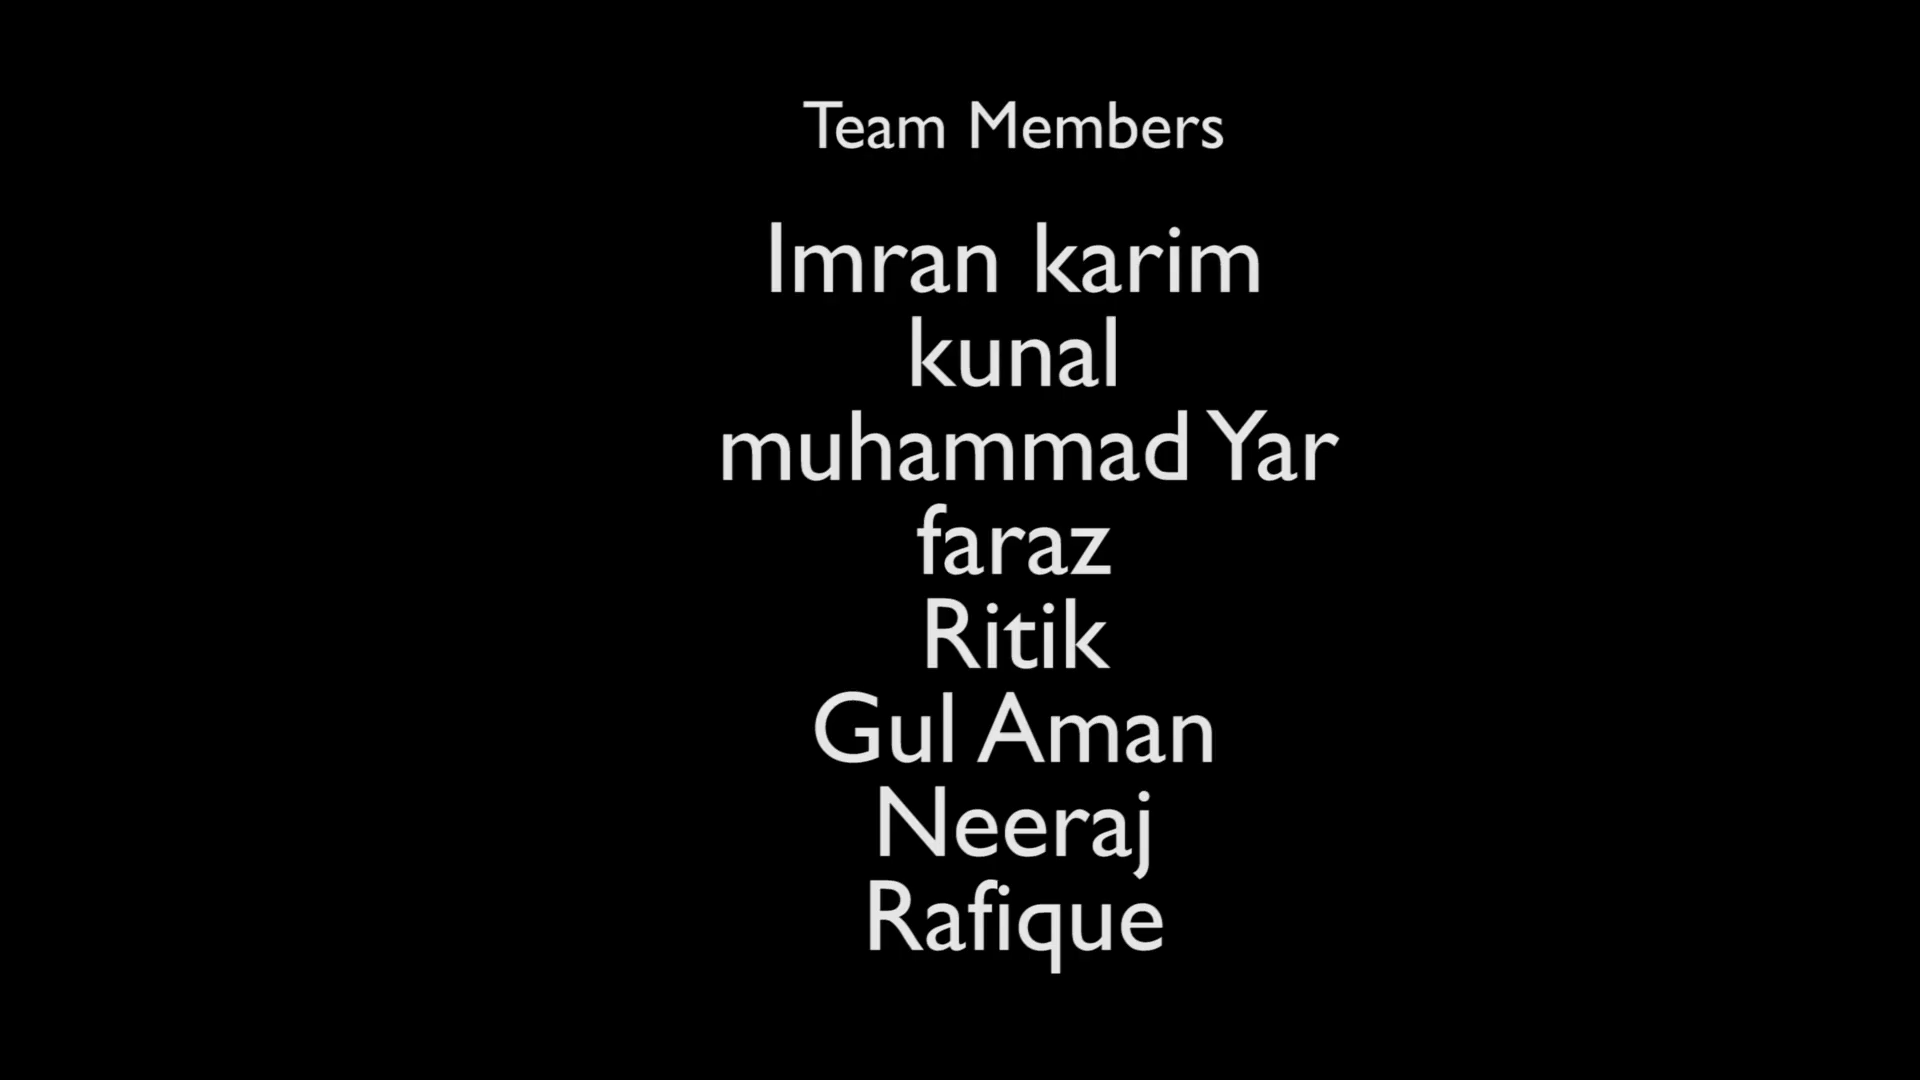 Team Members
Imran karim
kunal
muhammad Yar
faraz
Ritik
Gul Aman
Neeraj
Rafique